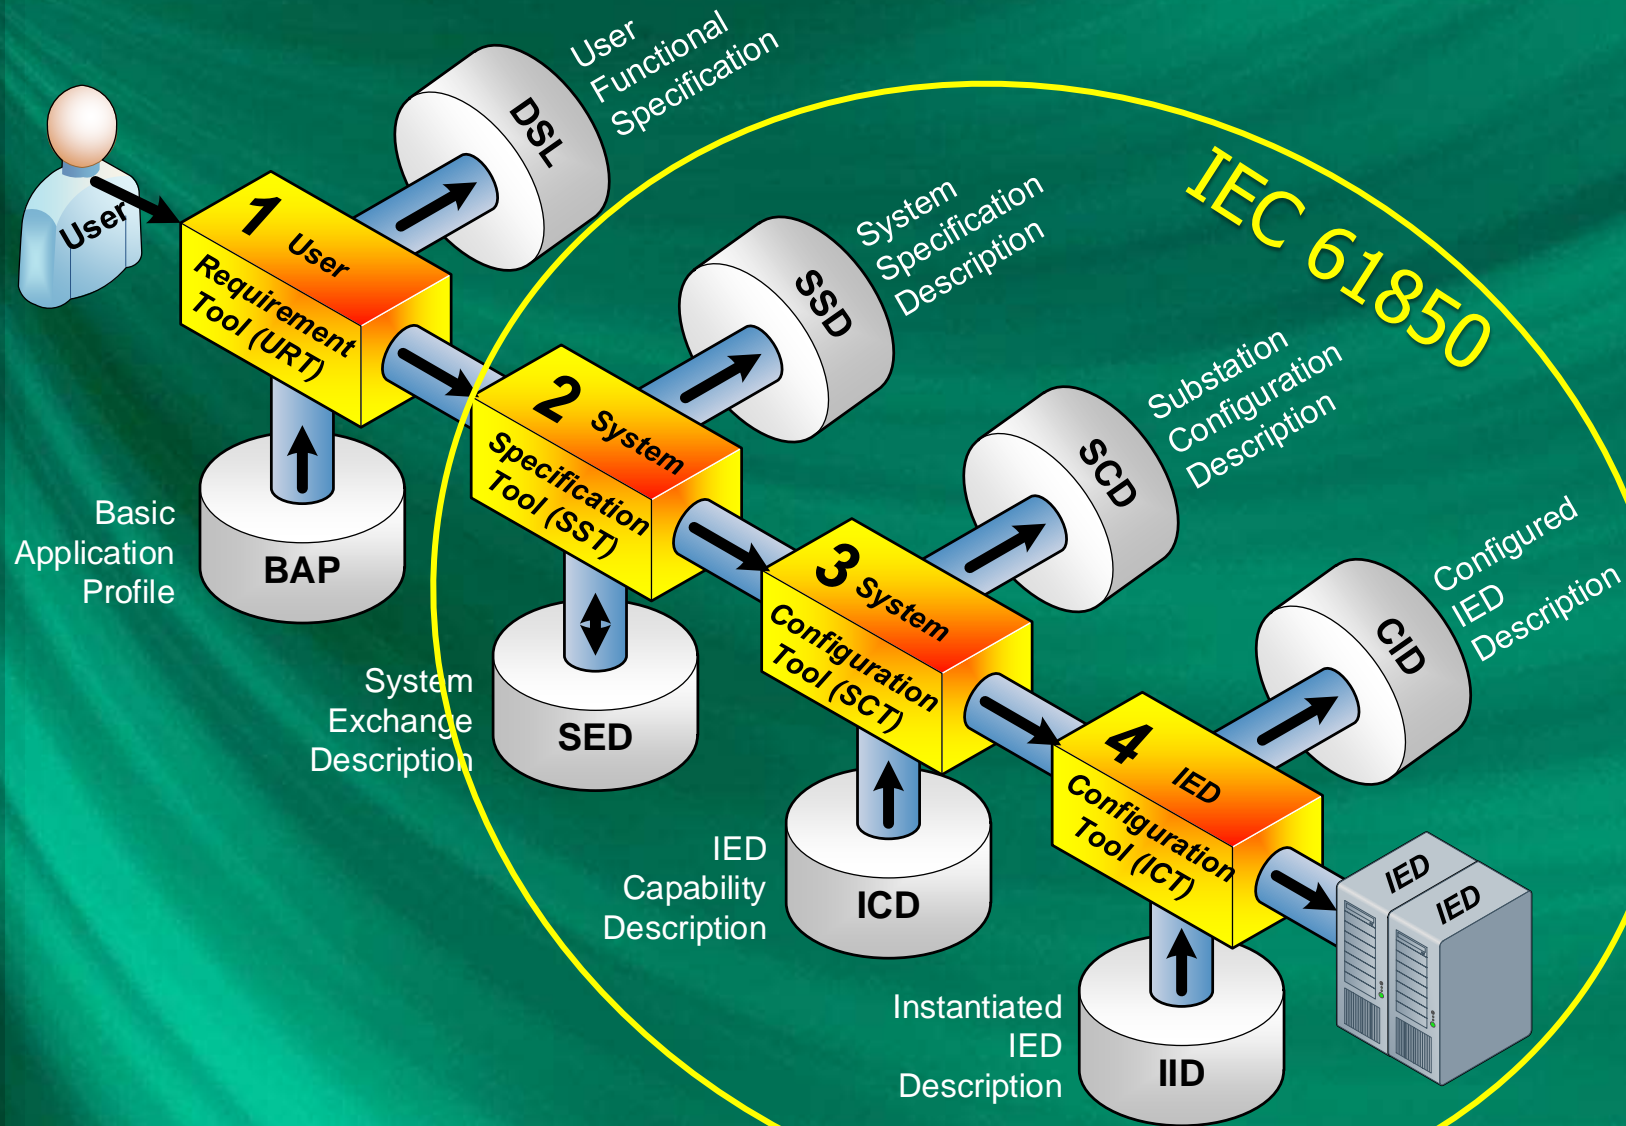 User
Functional
Specification
DSL
User
1 User
Requirement
Tool (URT)
Basic
Application
Profile
BAP
IEC 61850
System
Specification
Description
SSD
2 System
Specification
Tool (SST)
System
Exchange
Description
SED
Substation
Configuration
Description
SCD
3 System
Configuration
Tool (SCT)
IED
Capability
Description
ICD
Configured
IED
Description
CID
4 IED
Configuration
Tool (ICT)
Instantiated
IED
Description
IID
IED
IED